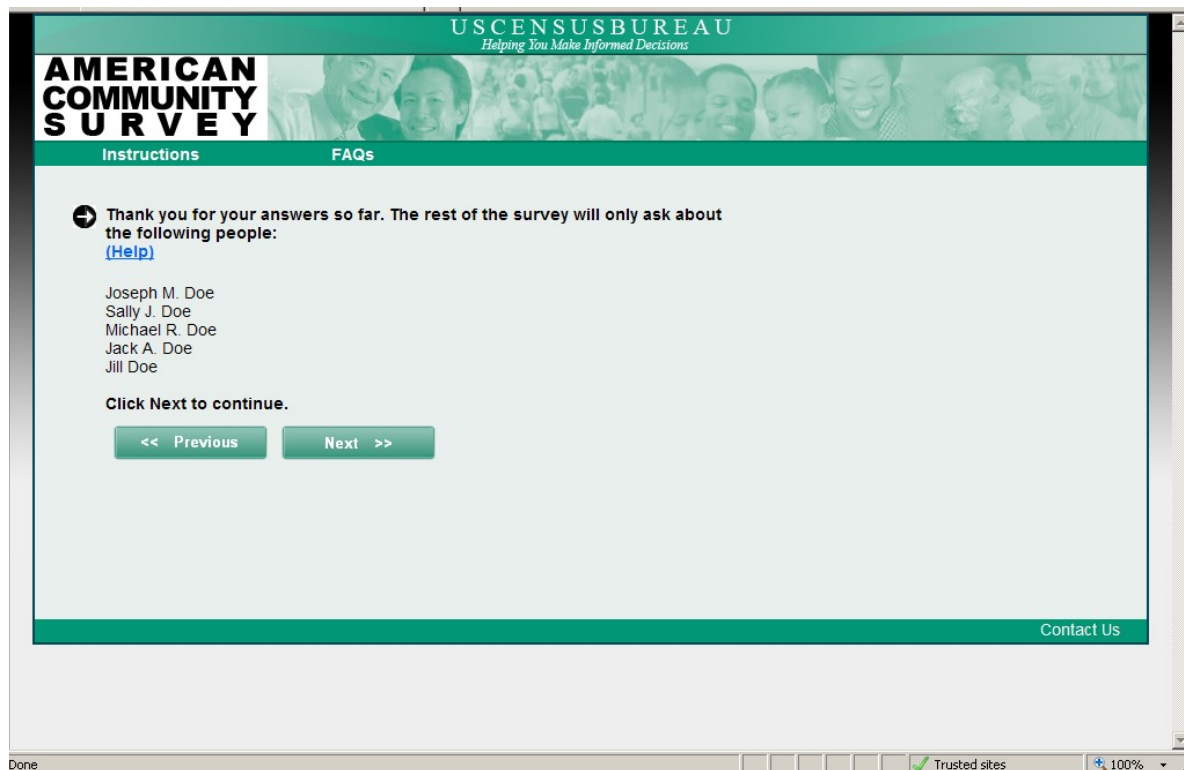 USCENSUSBUREAU
Helping You Make Informed Decisions
AMERICAN
COMMUNITY
SURVEY
Instructions FAQs
Thank you for your answers so far. The rest of the survey will only ask about
the following people:
(Help)
Joseph M. Doe
Sally J. Doe
Michael R. Doe
Jack A. Doe
Jill Doe
Click Next to continue.
<< Previous Next >>
Contact Us
Done Trusted sites 100%